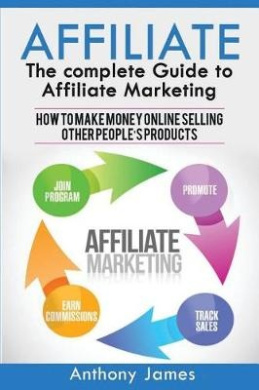 AFFILIATE
The complete Guide to
Affiliate Marketing
HOW TO MAKE MONEY ONLINE SELLING
OTHER PEOPLE'S PRODUCTS
JOIN
PROGRAM
PROMOTE
AFFILIATE
MARKETING
EARN
COMMISSIONS
TRACK
SALES
Anthony James